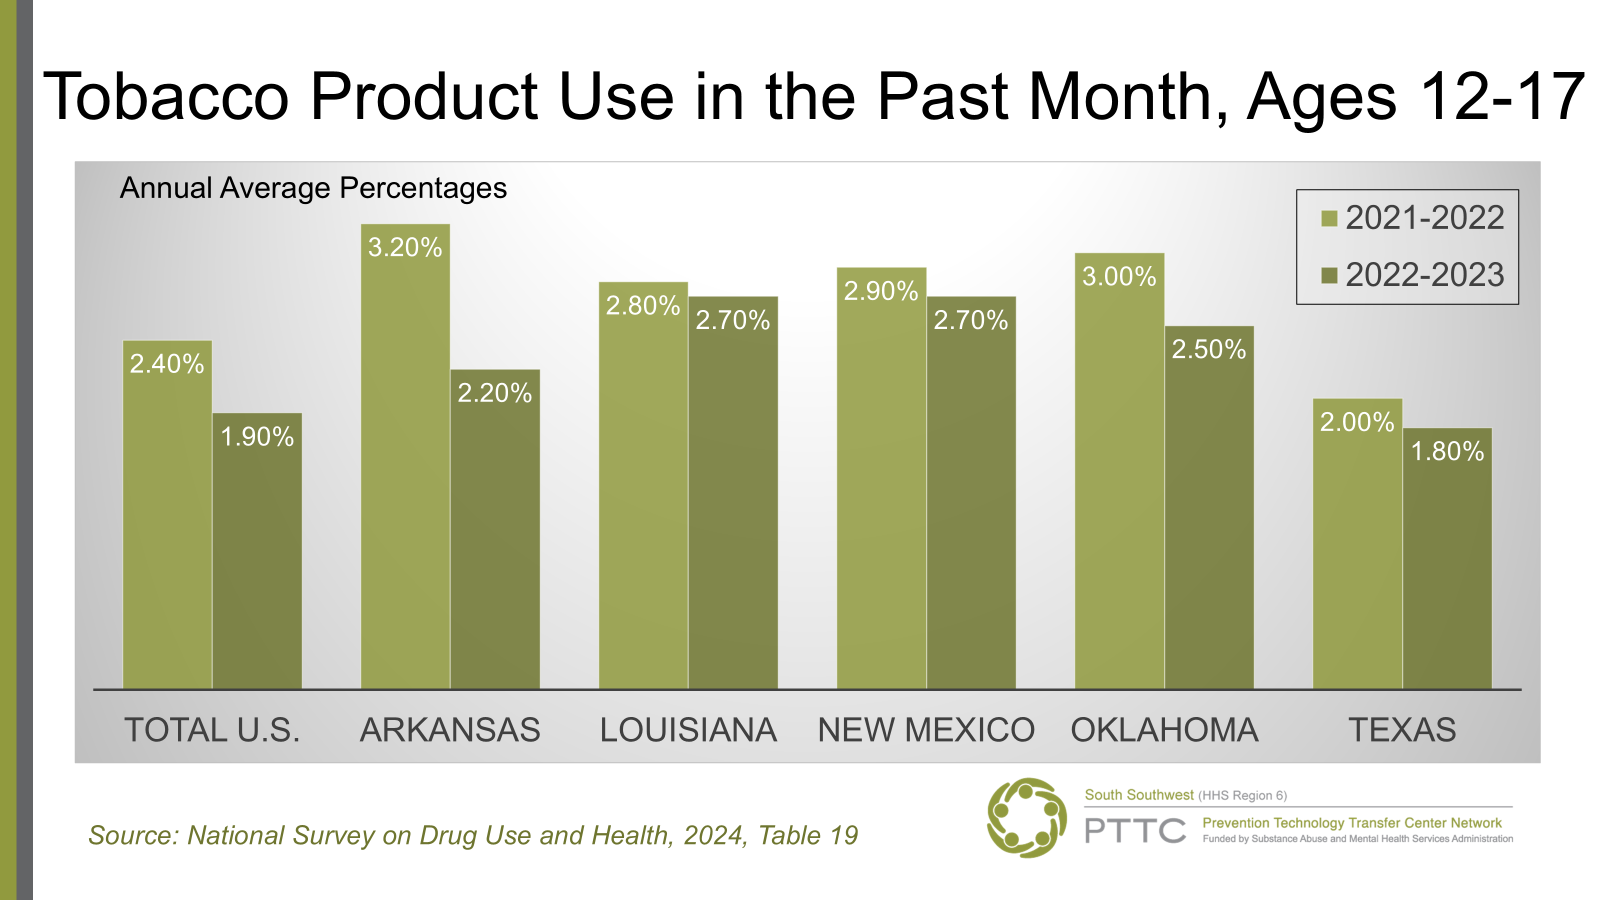 Tobacco Product Use in the Past Month, Ages 12-17
Annual Average Percentages
2021-2022
2022-2023
2.40%
1.90%
3.20%
2.20%
2.80%
2.70%
2.90%
2.70%
3.00%
2.50%
2.00%
1.80%
TOTAL U.S.
ARKANSAS
LOUISIANA
NEW MEXICO
OKLAHOMA
TEXAS
Source: National Survey on Drug Use and Health, 2024, Table 19
South Southwest (HHS Region 6)
PTTC
Prevention Technology Transfer Center Network
Funded by Substance Abuse and Mental Health Services Administration